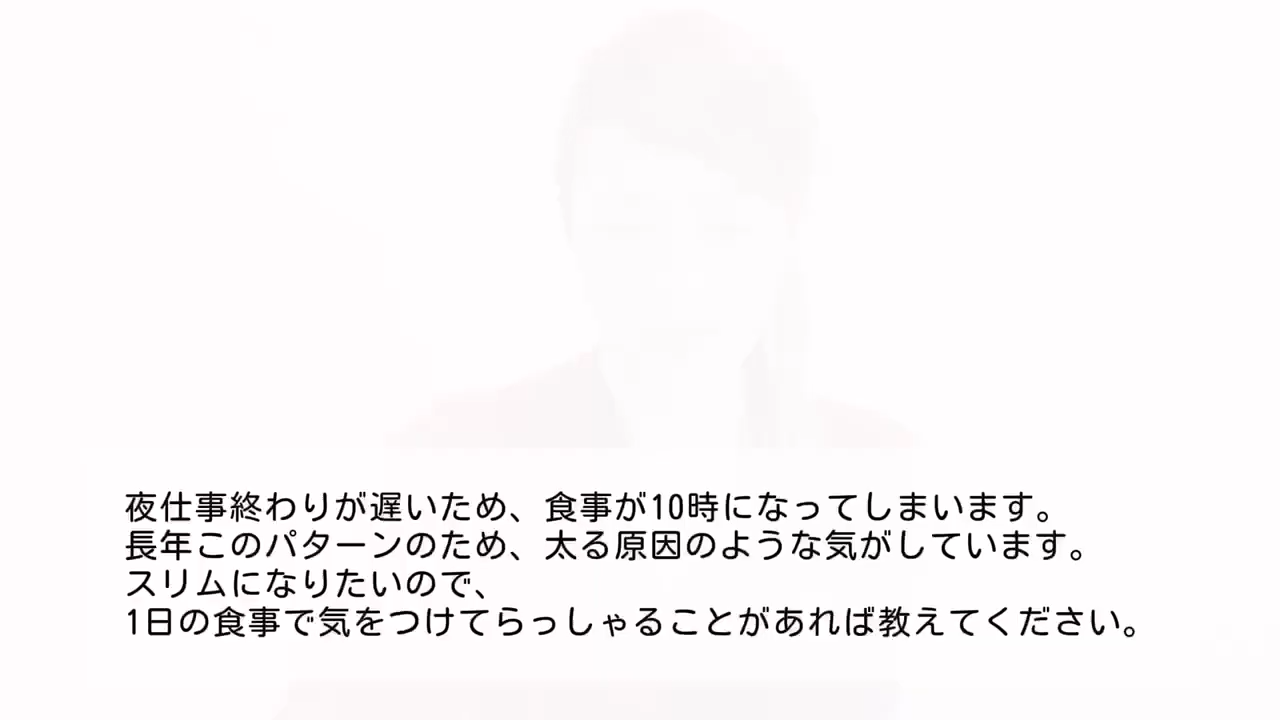 夜仕事終わりが遅いため、食事が10時になってしまいます。
長年このパターンのため、太る原因のような気がしています。
スリムになりたいので、
1日の食事で気をつけてらっしゃることがあれば教えてください。